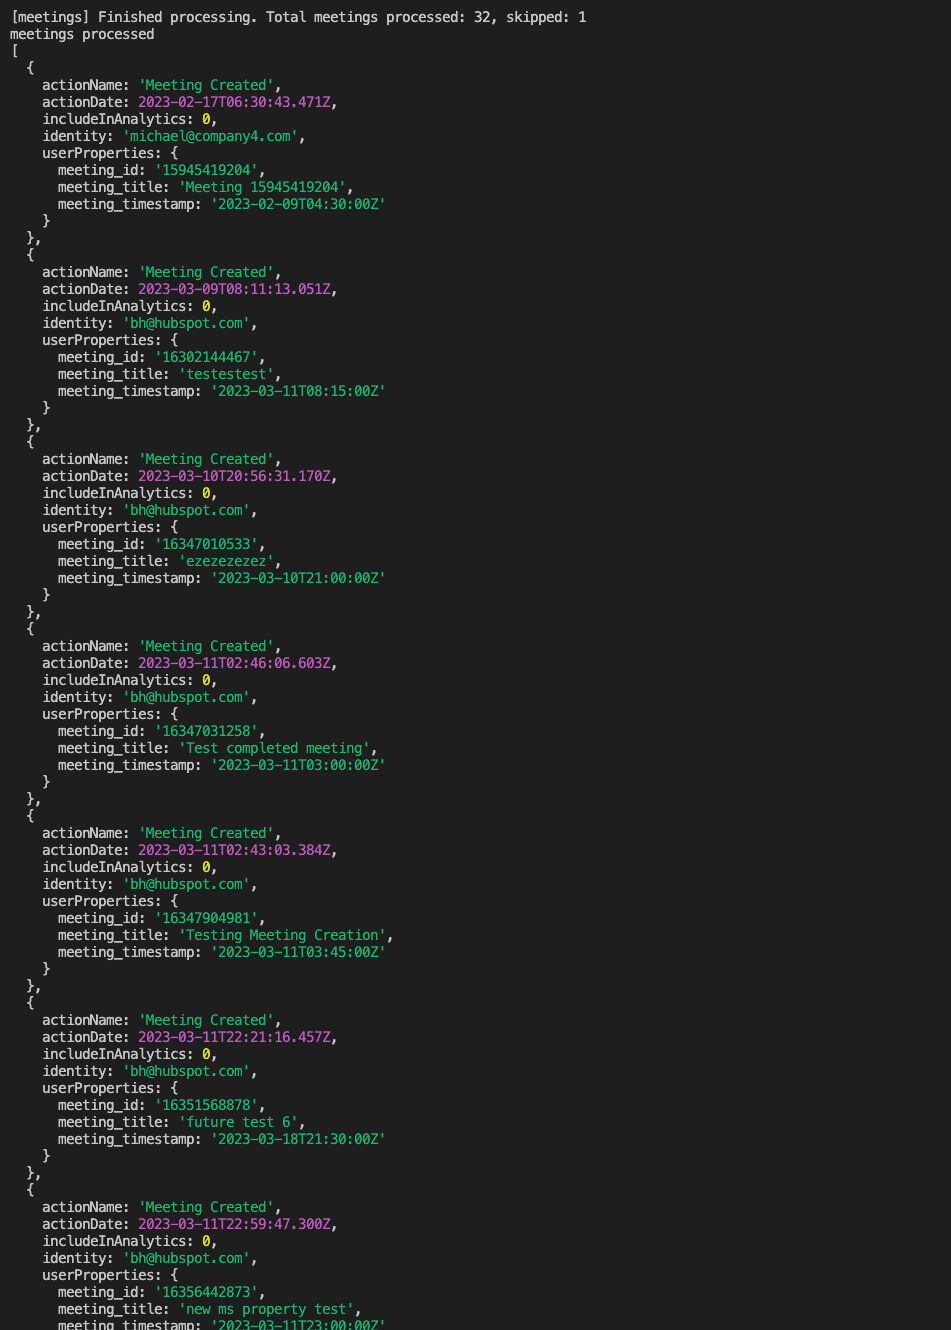 [meetings] Finished processing. Total meetings processed: 32, skipped: 1
meetings processed
[
  {
    actionName: 'Meeting Created',
    actionDate: 2023-02-17T06:30:43.471Z,
    includeInAnalytics: 0,
    identity: 'michael@company4.com',
    userProperties: {
      meeting_id: '15945419204',
      meeting_title: 'Meeting 15945419204',
      meeting_timestamp: '2023-02-09T04:30:00Z'
    }
  },
  {
    actionName: 'Meeting Created',
    actionDate: 2023-03-09T08:11:13.051Z,
    includeInAnalytics: 0,
    identity: 'bh@hubspot.com',
    userProperties: {
      meeting_id: '16302144467',
      meeting_title: 'testestest',
      meeting_timestamp: '2023-03-11T08:15:00Z'
    }
  },
  {
    actionName: 'Meeting Created',
    actionDate: 2023-03-10T20:56:31.170Z,
    includeInAnalytics: 0,
    identity: 'bh@hubspot.com',
    userProperties: {
      meeting_id: '16347010533',
      meeting_title: 'ezezezezez',
      meeting_timestamp: '2023-03-10T21:00:00Z'
    }
  },
  {
    actionName: 'Meeting Created',
    actionDate: 2023-03-11T02:46:06.603Z,
    includeInAnalytics: 0,
    identity: 'bh@hubspot.com',
    userProperties: {
      meeting_id: '16347031258',
      meeting_title: 'Test completed meeting',
      meeting_timestamp: '2023-03-11T03:00:00Z'
    }
  },
  {
    actionName: 'Meeting Created',
    actionDate: 2023-03-11T02:43:03.384Z,
    includeInAnalytics: 0,
    identity: 'bh@hubspot.com',
    userProperties: {
      meeting_id: '16347904981',
      meeting_title: 'Testing Meeting Creation',
      meeting_timestamp: '2023-03-11T03:45:00Z'
    }
  },
  {
    actionName: 'Meeting Created',
    actionDate: 2023-03-11T22:21:16.457Z,
    includeInAnalytics: 0,
    identity: 'bh@hubspot.com',
    userProperties: {
      meeting_id: '16351568878',
      meeting_title: 'future test 6',
      meeting_timestamp: '2023-03-18T21:30:00Z'
    }
  },
  {
    actionName: 'Meeting Created',
    actionDate: 2023-03-11T22:59:47.300Z,
    includeInAnalytics: 0,
    identity: 'bh@hubspot.com',
    userProperties: {
      meeting_id: '16356442873',
      meeting_title: 'new ms property test',
      meeting_timestamp: '2023-03-11T23:00:00Z'